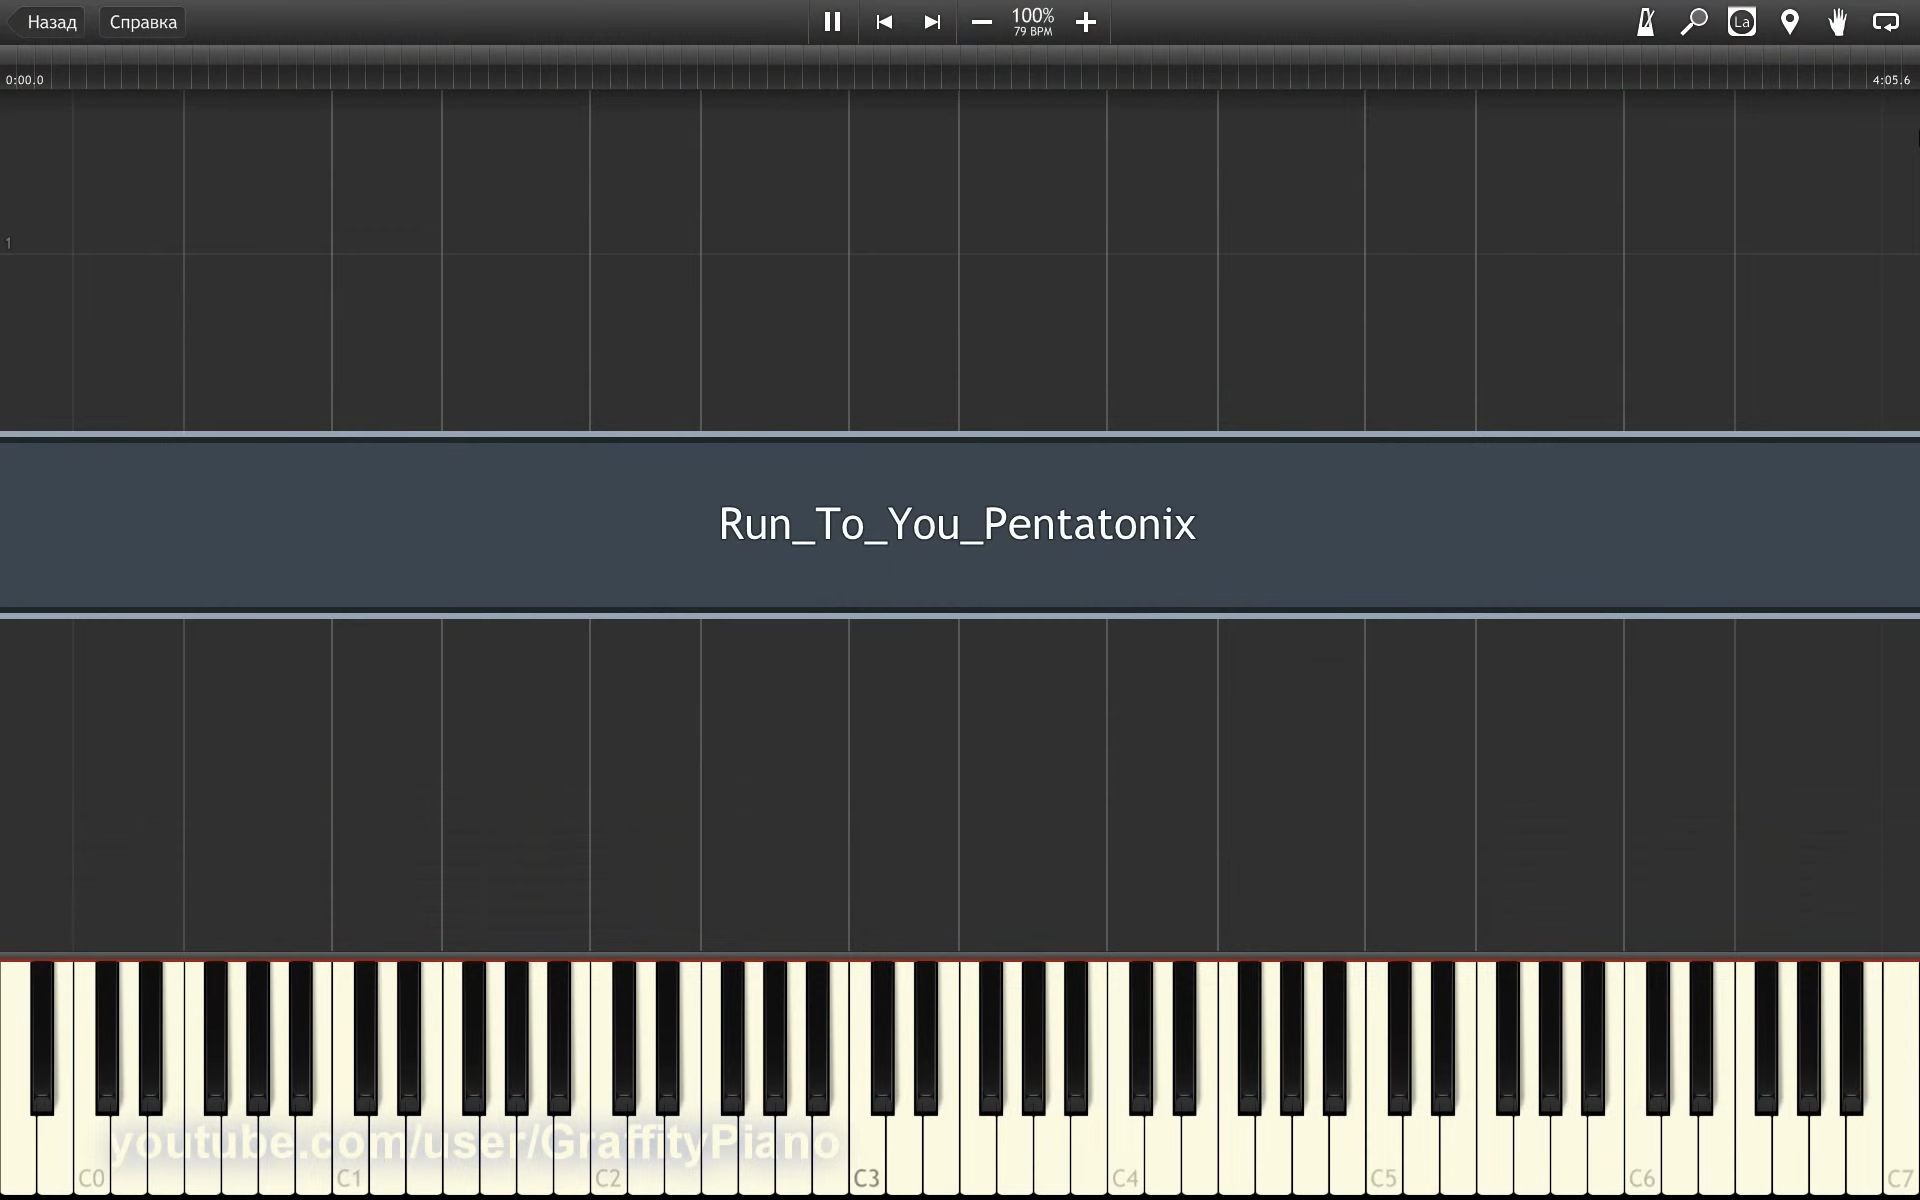 Назад Справка 100% La
79 BPM
0:00.0 4:05.6
1
Run_To_You_Pentatonix
youtube.com/user/GraffityPiano
C0 C1 C2 C3 C4 C5 C6 C7